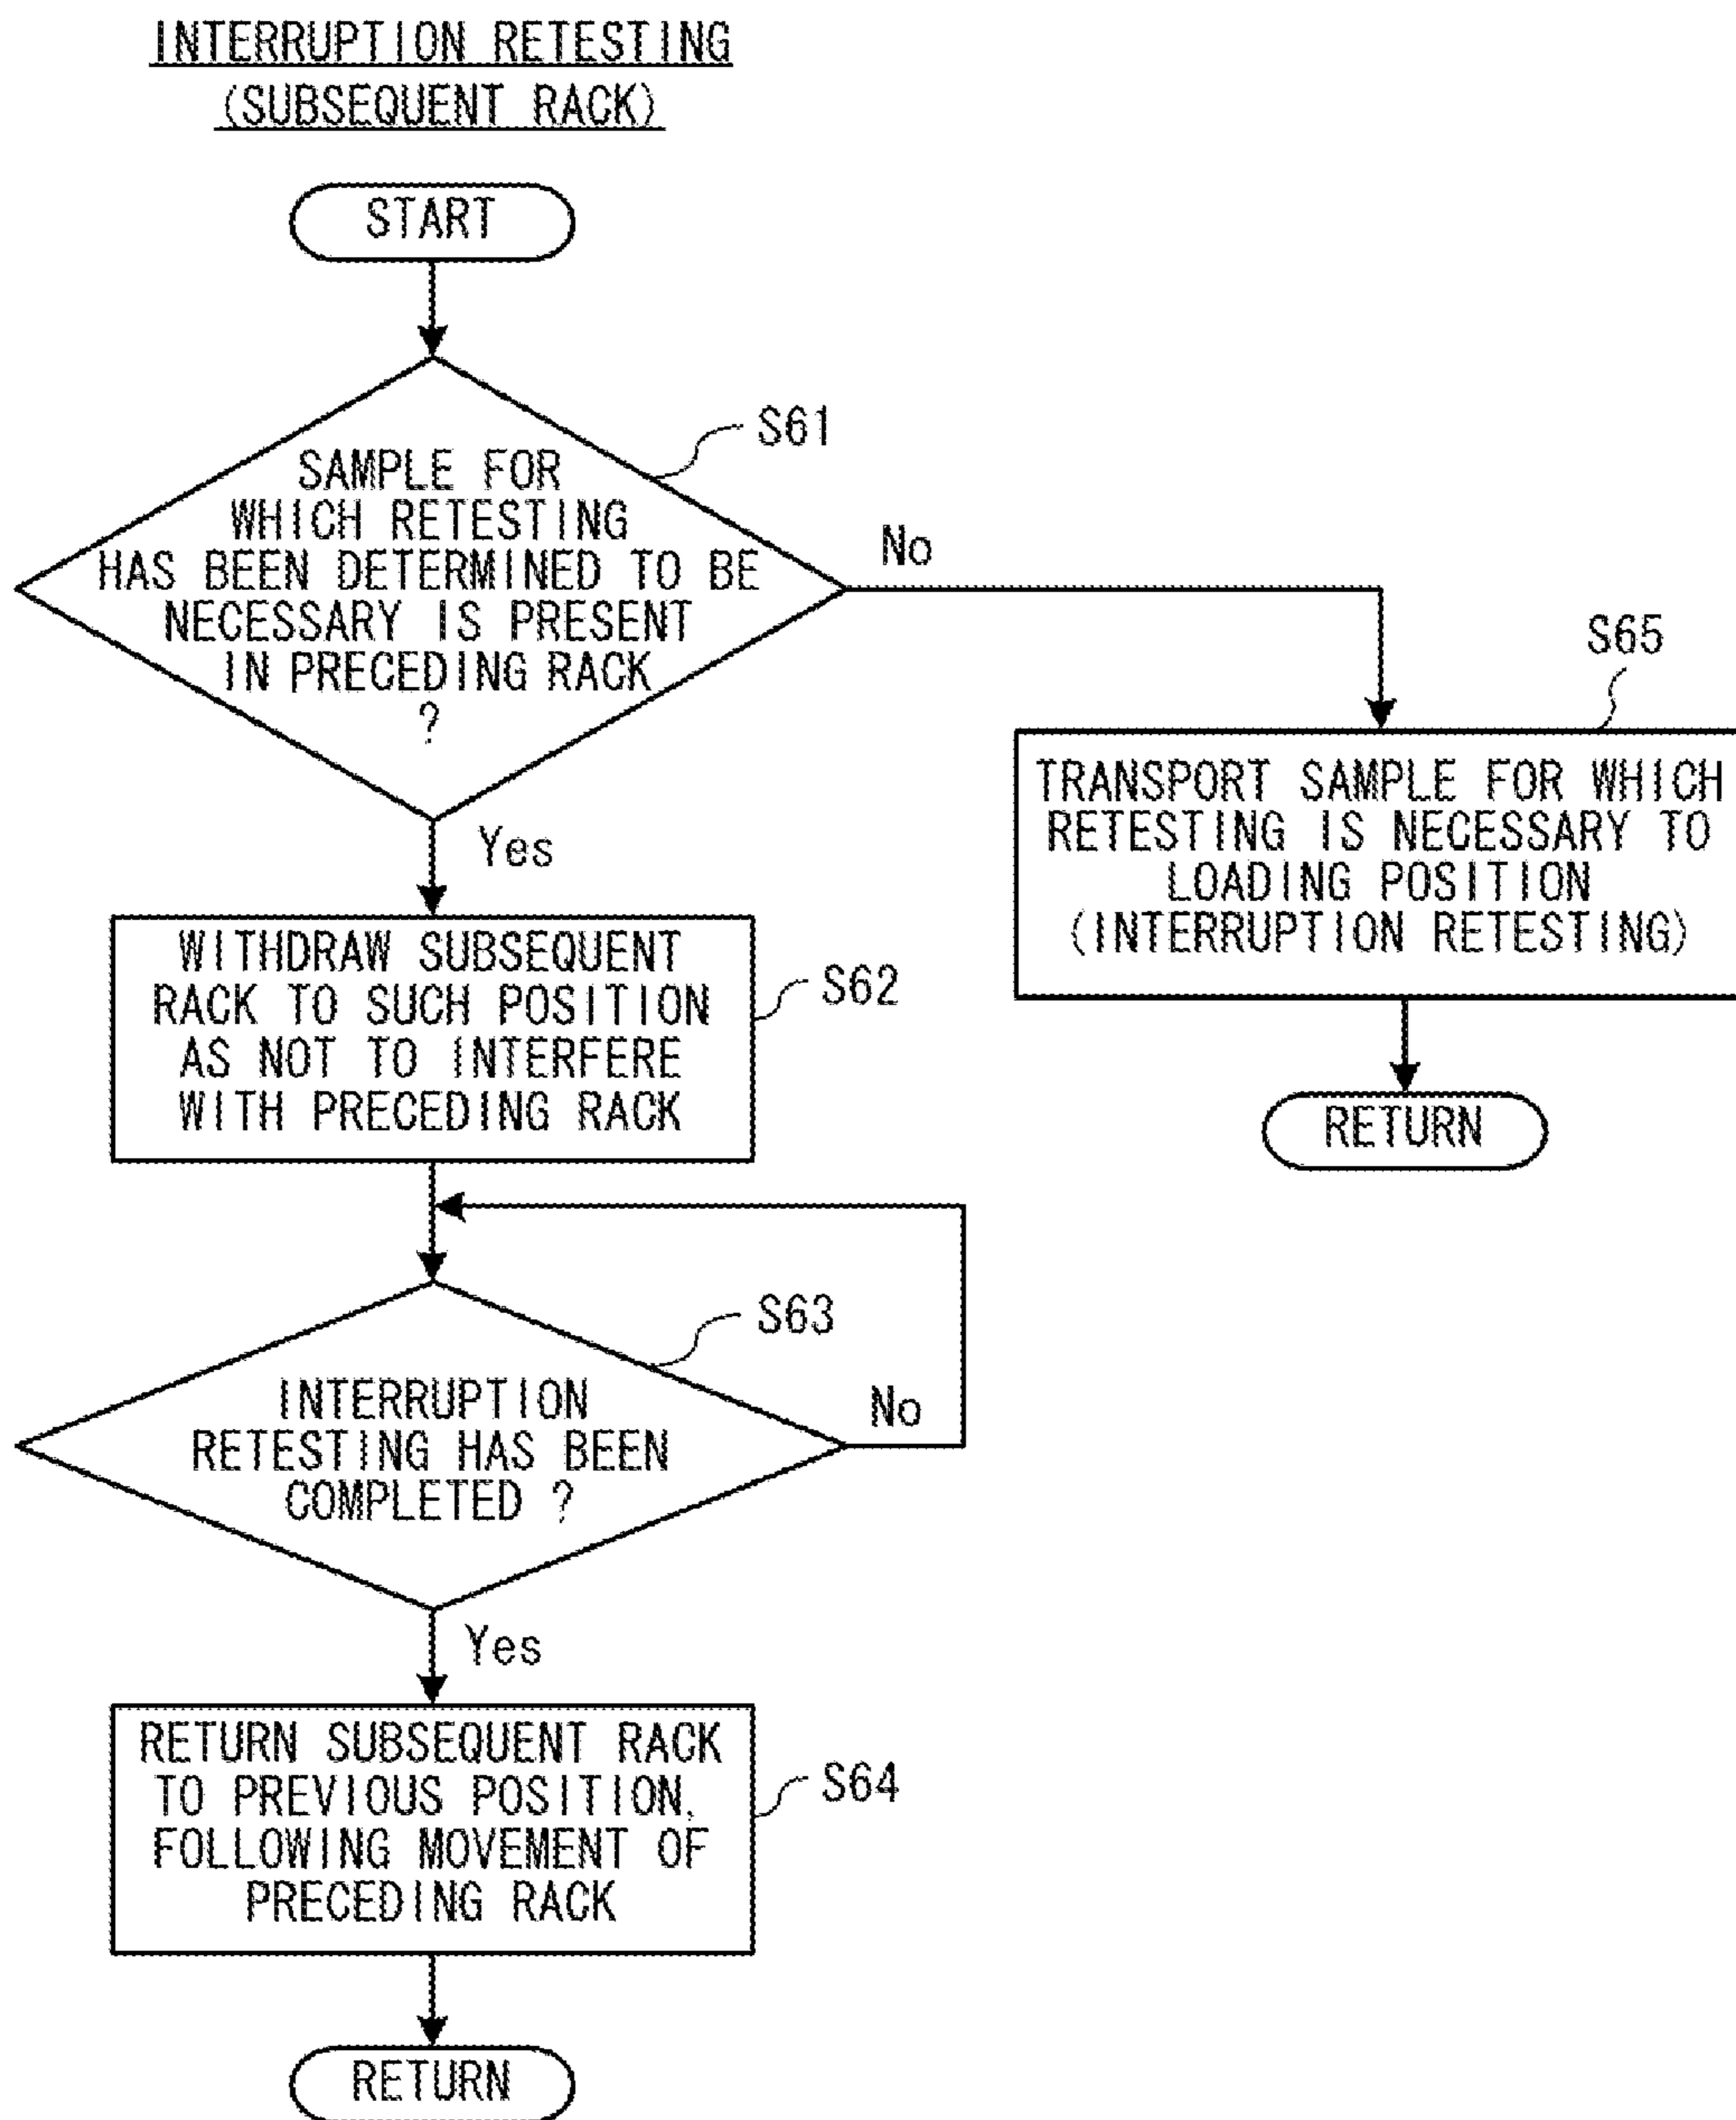 INTERRUPTION RETESTING
(SUBSEQUENT RACK)
START
S61
SAMPLE FOR
WHICH RETESTING
HAS BEEN DETERMINED TO BE
NECESSARY IS PRESENT
IN PRECEDING RACK
?
No
Yes
S65
TRANSPORT SAMPLE FOR WHICH
RETESTING IS NECESSARY TO
LOADING POSITION
(INTERRUPTION RETESTING)
RETURN
WITHDRAW SUBSEQUENT
RACK TO SUCH POSITION
AS NOT TO INTERFERE
WITH PRECEDING RACK
S62
S63
INTERRUPTION
RETESTING HAS BEEN
COMPLETED ?
No
Yes
RETURN SUBSEQUENT RACK
TO PREVIOUS POSITION,
FOLLOWING MOVEMENT OF
PRECEDING RACK
S64
RETURN